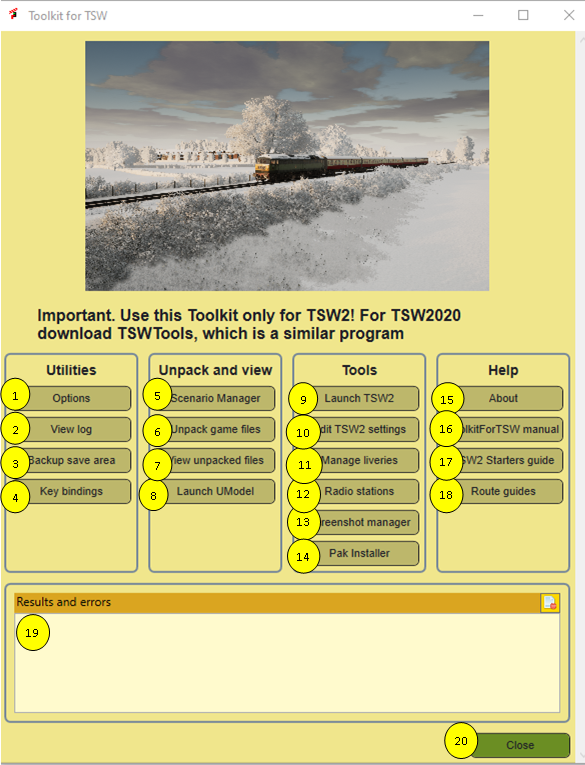 Toolkit for TSW
Important. Use this Toolkit only for TSW2! For TSW2020
download TSWTools, which is a similar program
Utilities
1 Options
2 View log
3 Backup save area
4 Key bindings
Unpack and view
5 Scenario Manager
6 Unpack game files
7 View unpacked files
8 Launch UModel
Tools
9 Launch TSW2
10 dit TSW2 settings
11 Manage liveries
12 Radio stations
13 reenshot manager
14 Pak Installer
Help
15 About
16 olkitForTSW manual
17 SW2 Starters guide
18 Route guides
Results and errors
19
20 Close